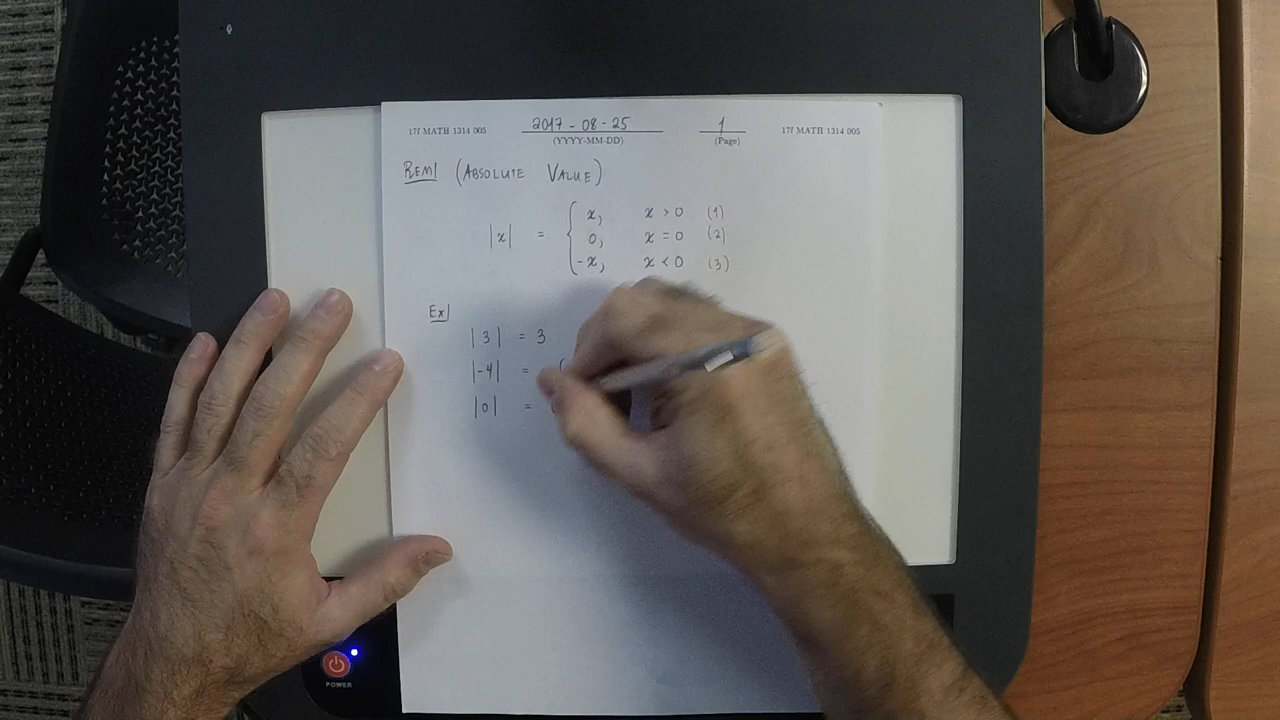 17f MATH 1314 005 2017-08-25 1 17f MATH 1314 005
(YYYY-MM-DD) (Page)
REM| (ABSOLUTE VALUE)
x, x > 0 (1)
|x| = { 0, x = 0 (2)
-x, x < 0 (3)
Ex|
|3| = 3
|-4| = (
|0| =
POWER